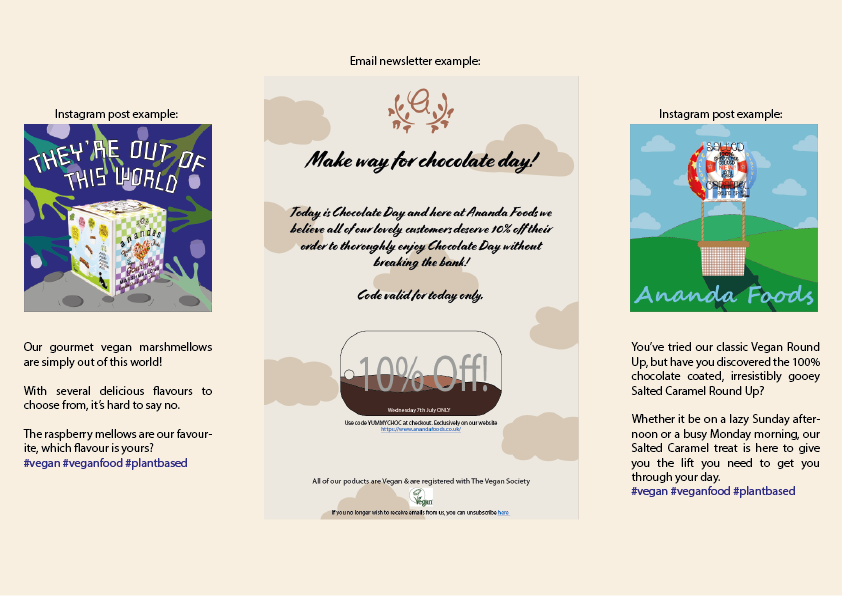 Email newsletter example:
Instagram post example:
THEY'RE OUT OF
THIS WORLD
anandas
Gourmet
Our gourmet vegan marshmellows
are simply out of this world!
With several delicious flavours to
choose from, it's hard to say no.
The raspberry mellows are our favour-
ite, which flavour is yours?
#vegan #veganfood #plantbased
a
Make way for chocolate day!
Today is Chocolate Day and here at Ananda Foods we
believe all of our lovely customers deserve 10% off their
order to thoroughly enjoy Chocolate Day without
breaking the bank!
Code valid for today only.
10% Off!
Wednesday 7th July ONLY
Use code YUMMYCHOC at checkout. Exclusively on our website
https://www.anandafoods.co.uk/
All of our poducts are Vegan & are registered with The Vegan Society
Vegan
If you no longer wish to receive emails from us, you can unsubscribe here.
Instagram post example:
SALTED
CARAMEL
Ananda Foods
You've tried our classic Vegan Round
Up, but have you discovered the 100%
chocolate coated, irresistibly gooey
Salted Caramel Round Up?
Whether it be on a lazy Sunday after-
noon or a busy Monday morning, our
Salted Caramel treat is here to give
you the lift you need to get you
through your day.
#vegan #veganfood #plantbased